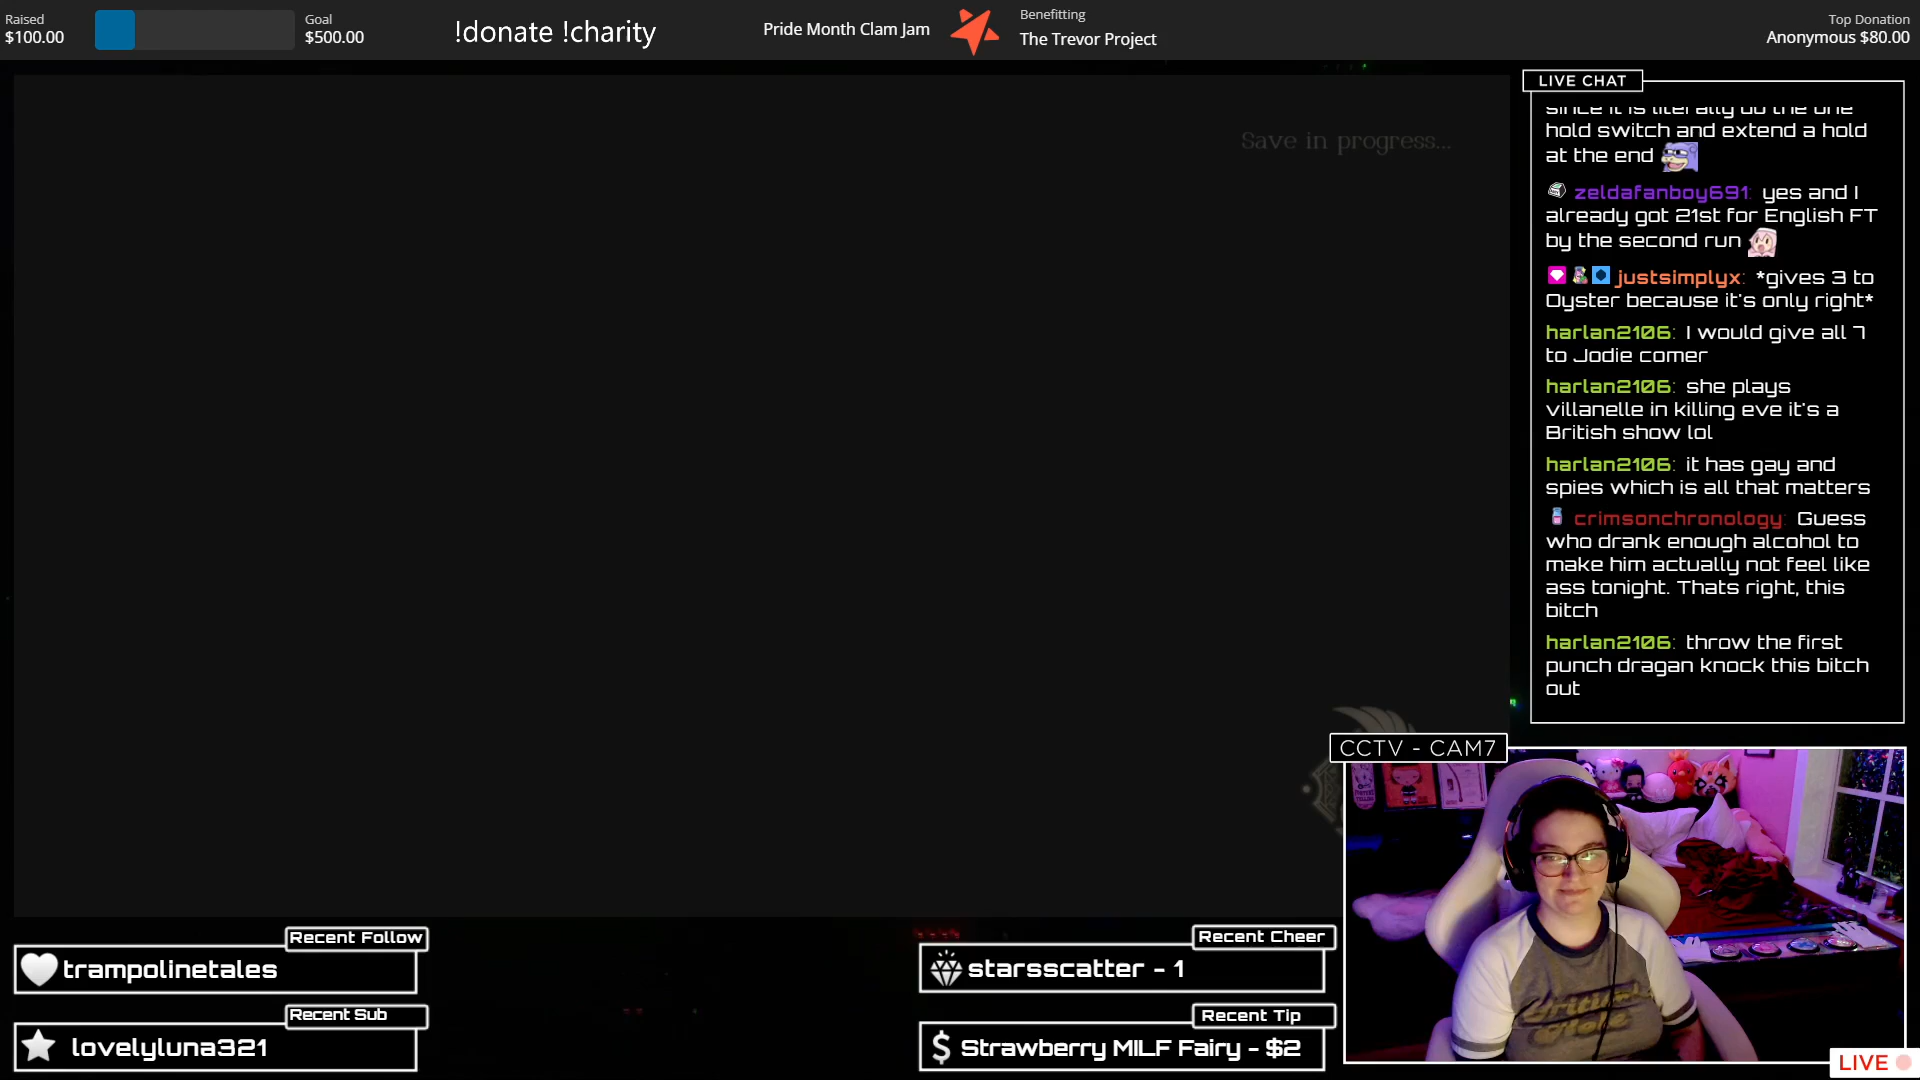 Raised
$100.00
Goal
$500.00
!donate !charity
Pride Month Clam Jam
Benefitting
The Trevor Project
Top Donation
Anonymous $80.00
Save in progress...
LIVE CHAT
since it is literally do the one
hold switch and extend a hold
at the end
zeldafanboy691: yes and I
already got 21st for English FT
by the second run
justsimplyx: *gives 3 to
Oyster because it's only right*
harlan2106: I would give all 7
to Jodie comer
harlan2106: she plays
villanelle in killing eve it's a
British show lol
harlan2106: it has gay and
spies which is all that matters
crimsonchronology: Guess
who drank enough alcohol to
make him actually not feel like
ass tonight. Thats right, this
bitch
harlan2106: throw the first
punch dragan knock this bitch
out
CCTV - CAM7
Recent Follow
trampolinetales
Recent Sub
lovelyluna321
Recent Cheer
starsscatter - 1
Recent Tip
Strawberry MILF Fairy - $2
LIVE